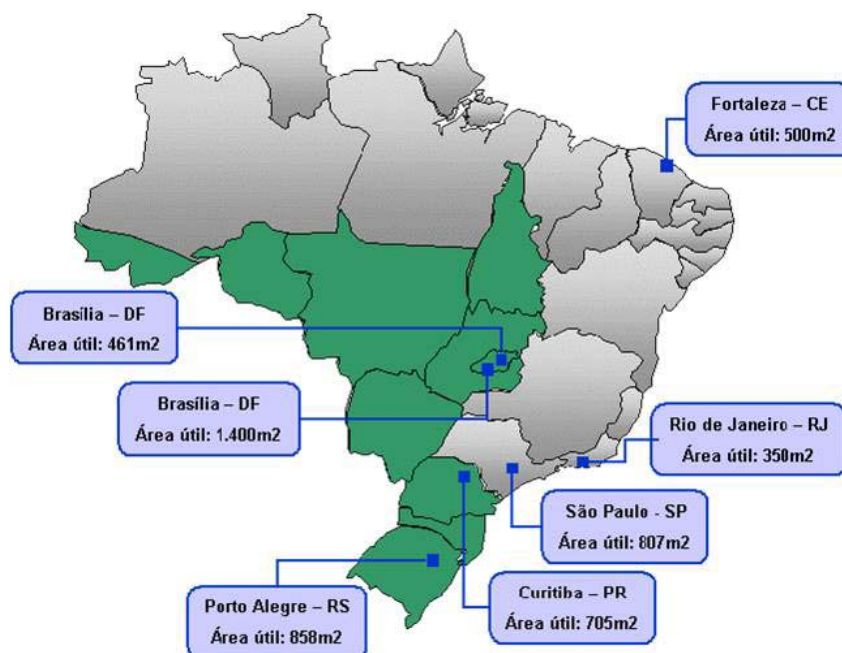 Fortaleza – CE
Área útil: 500m2
Brasília – DF
Área útil: 461m2
Brasília – DF
Área útil: 1.400m2
Rio de Janeiro – RJ
Área útil: 350m2
São Paulo - SP
Área útil: 807m2
Curitiba – PR
Área útil: 705m2
Porto Alegre – RS
Área útil: 858m2